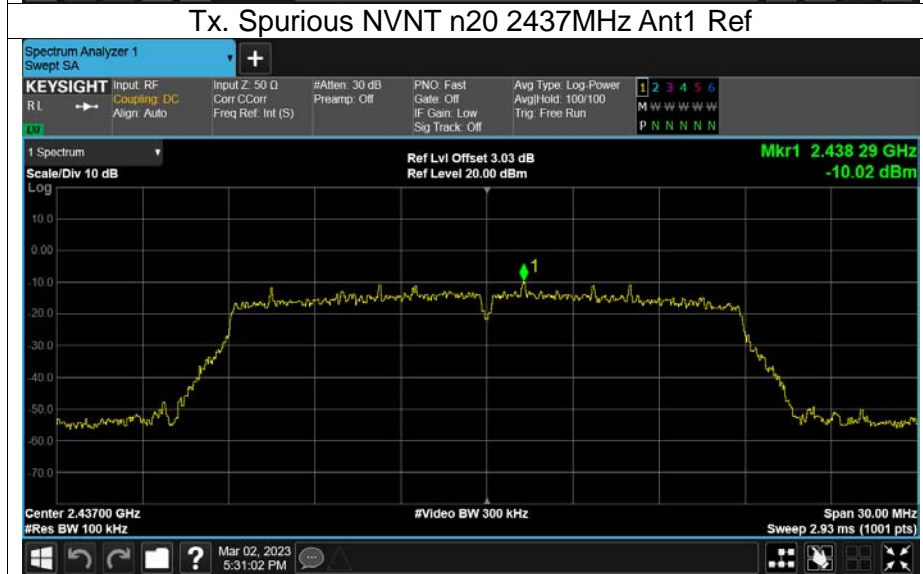 Tx. Spurious NVNT n20 2437MHz Ant1 Ref
Spectrum Analyzer 1
Swept SA
+
KEYSIGHT
R L
LXI
Input: RF
Coupling: DC
Align: Auto
Input Z: 50 Ω
Corr CCorr
Freq Ref: Int (S)
#Atten: 30 dB
Preamp: Off
PNO: Fast
Gate: Off
IF Gain: Low
Sig Track: Off
Avg Type: Log-Power
Avg|Hold: 100/100
Trig: Free Run
1 2 3 4 5 6
M W W W W W
P N N N N N
1 Spectrum
Scale/Div 10 dB
Ref Lvl Offset 3.03 dB
Ref Level 20.00 dBm
Mkr1 2.438 29 GHz
-10.02 dBm
Log
10.0
0.00
-10.0
-20.0
-30.0
-40.0
-50.0
-60.0
-70.0
1
Center 2.43700 GHz
#Res BW 100 kHz
#Video BW 300 kHz
Span 30.00 MHz
Sweep 2.93 ms (1001 pts)
?
Mar 02, 2023
5:31:02 PM